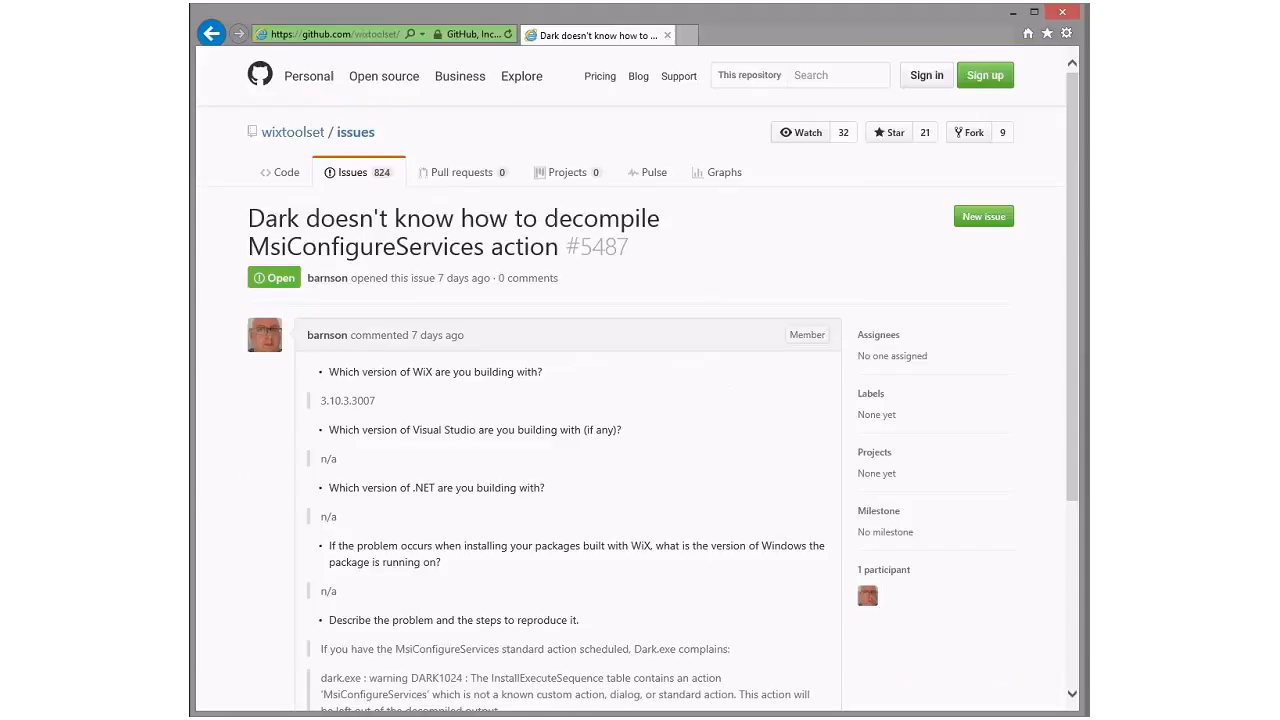 https://github.com/wixtoolset/ GitHub, Inc... Dark doesn't know how to ...
Personal Open source Business Explore Pricing Blog Support This repository Search Sign in Sign up
wixtoolset / issues Watch 32 Star 21 Fork 9
Code Issues 824 Pull requests 0 Projects 0 Pulse Graphs
Dark doesn't know how to decompile
MsiConfigureServices action #5487
New issue
Open barnson opened this issue 7 days ago · 0 comments
barnson commented 7 days ago Member
• Which version of WiX are you building with?
3.10.3.3007
• Which version of Visual Studio are you building with (if any)?
n/a
• Which version of .NET are you building with?
n/a
• If the problem occurs when installing your packages built with WiX, what is the version of Windows the
package is running on?
n/a
• Describe the problem and the steps to reproduce it.
If you have the MsiConfigureServices standard action scheduled, Dark.exe complains:
dark.exe : warning DARK1024 : The InstallExecuteSequence table contains an action
'MsiConfigureServices' which is not a known custom action, dialog, or standard action. This action will
be left out of the decompiled output.
Assignees
No one assigned
Labels
None yet
Projects
None yet
Milestone
No milestone
1 participant